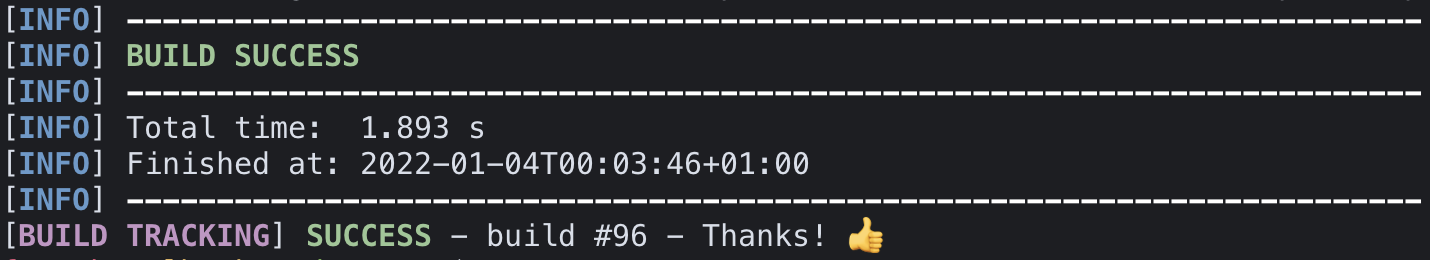 [INFO] ------------------------------------------------------------------------
[INFO] BUILD SUCCESS
[INFO] ------------------------------------------------------------------------
[INFO] Total time:  1.893 s
[INFO] Finished at: 2022-01-04T00:03:46+01:00
[INFO] ------------------------------------------------------------------------
[BUILD TRACKING] SUCCESS - build #96 - Thanks! 👍